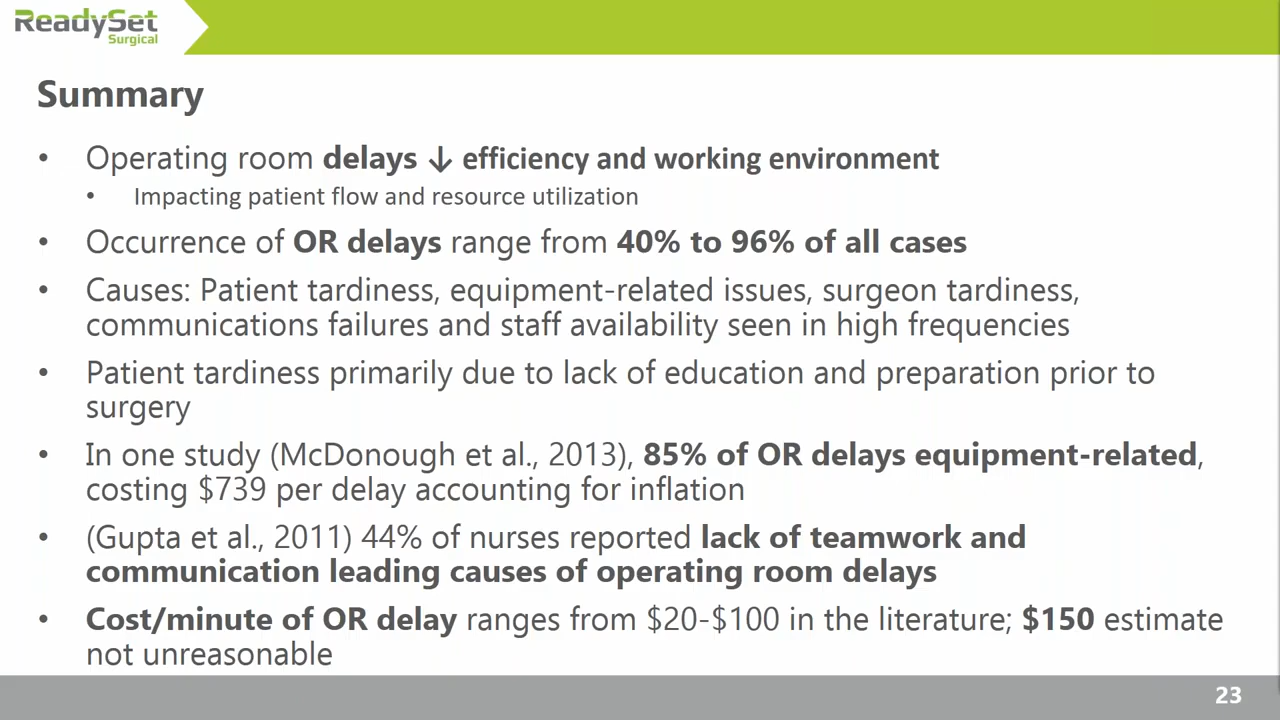 ReadySet
Surgical
Summary
• Operating room delays ↓ efficiency and working environment
• Impacting patient flow and resource utilization
• Occurrence of OR delays range from 40% to 96% of all cases
• Causes: Patient tardiness, equipment-related issues, surgeon tardiness,
communications failures and staff availability seen in high frequencies
• Patient tardiness primarily due to lack of education and preparation prior to
surgery
• In one study (McDonough et al., 2013), 85% of OR delays equipment-related,
costing $739 per delay accounting for inflation
• (Gupta et al., 2011) 44% of nurses reported lack of teamwork and
communication leading causes of operating room delays
• Cost/minute of OR delay ranges from $20-$100 in the literature; $150 estimate
not unreasonable
23